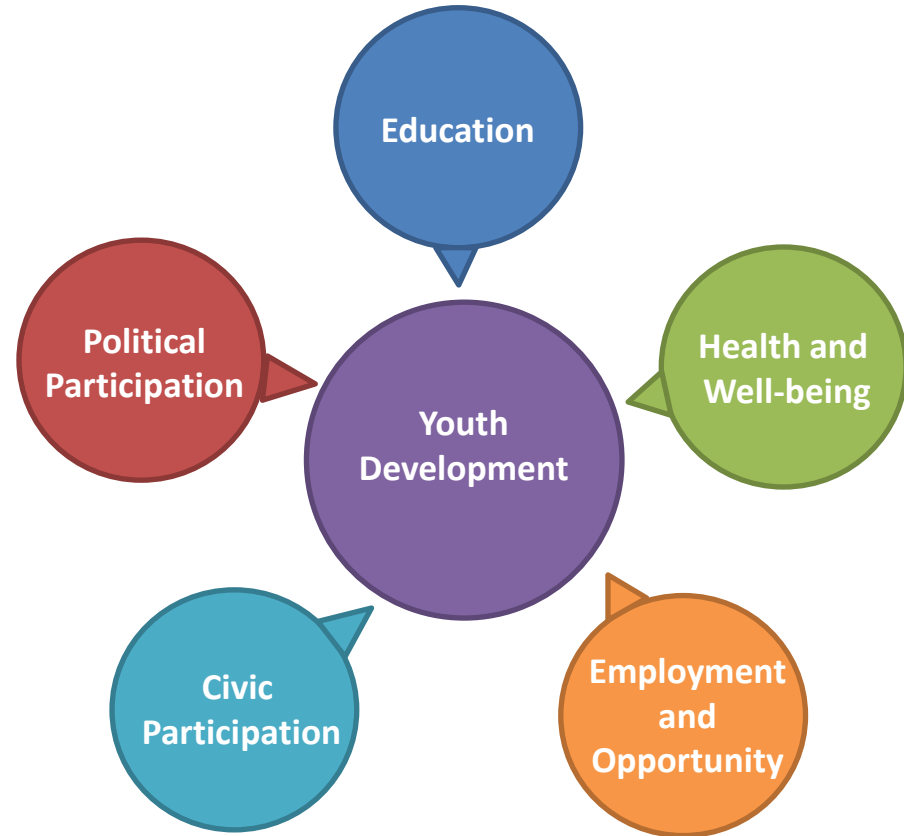 Education
Political
Participation
Health and
Well-being
Youth
Development
Civic
Participation
Employment
and
Opportunity